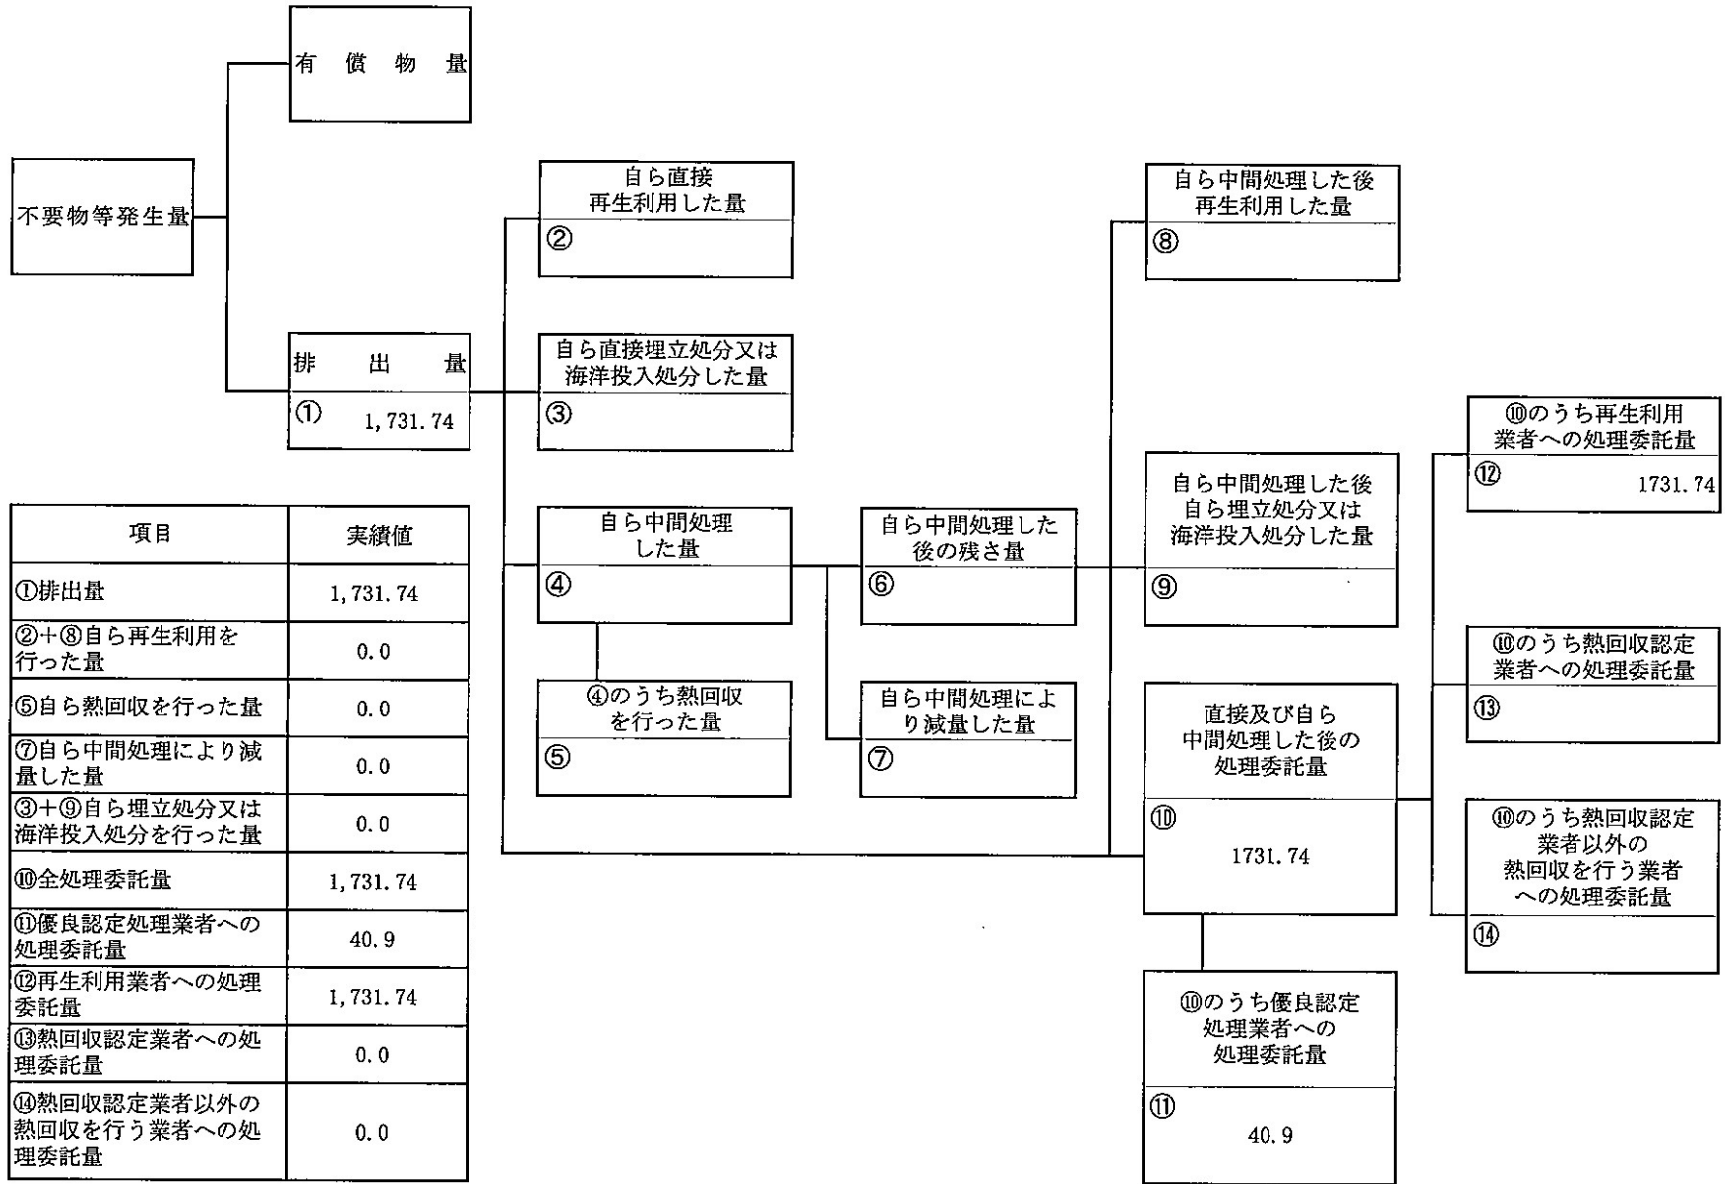 有償物量
不要物等発生量
排出量
① 1,731.74
自ら直接
再生利用した量
②
自ら直接埋立処分又は
海洋投入処分した量
③
自ら中間処理
した量
④
④のうち熱回収
を行った量
⑤
自ら中間処理した
後の残さ量
⑥
自ら中間処理によ
り減量した量
⑦
自ら中間処理した後
再生利用した量
⑧
自ら中間処理した後
自ら埋立処分又は
海洋投入処分した量
⑨
直接及び自ら
中間処理した後の
処理委託量
⑩
1731.74
⑩のうち優良認定
処理業者への
処理委託量
⑪
40.9
⑩のうち再生利用
業者への処理委託量
⑫
1731.74
⑩のうち熱回収認定
業者への処理委託量
⑬
⑩のうち熱回収認定
業者以外の
熱回収を行う業者
への処理委託量
⑭
項目 実績値
①排出量 1,731.74
②+⑧自ら再生利用を
行った量 0.0
⑤自ら熱回収を行った量 0.0
⑦自ら中間処理により減
量した量 0.0
③+⑨自ら埋立処分又は
海洋投入処分を行った量 0.0
⑩全処理委託量 1,731.74
⑪優良認定処理業者への
処理委託量 40.9
⑫再生利用業者への処理
委託量 1,731.74
⑬熱回収認定業者への処
理委託量 0.0
⑭熱回収認定業者以外の
熱回収を行う業者への処
理委託量 0.0